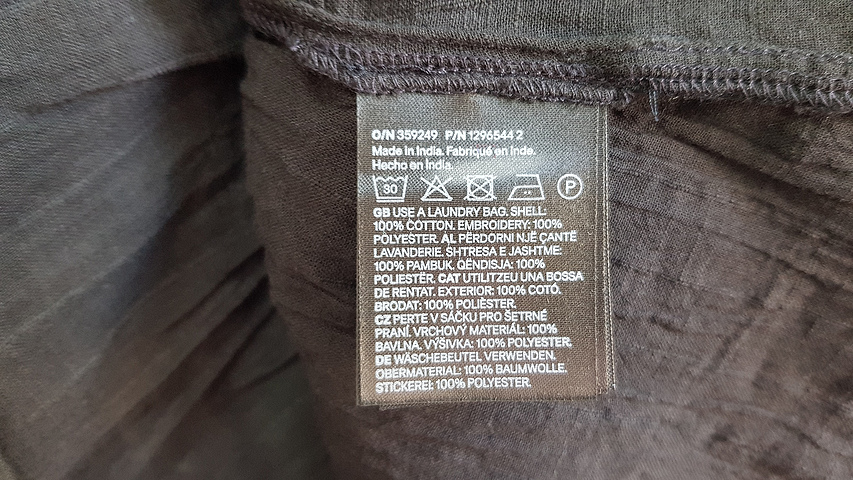 O/N 359249 P/N 1296544 2
Made in India. Fabriqué en Inde.
Hecho en India.
30 P
GB USE A LAUNDRY BAG. SHELL:
100% COTTON. EMBROIDERY: 100%
POLYESTER. AL PËRDORNI NJË ÇANTË
LAVANDERIE. SHTRESA E JASHTME:
100% PAMBUK. QËNDISJA: 100%
POLIESTËR. CAT UTILITZEU UNA BOSSA
DE RENTAT. EXTERIOR: 100% COTÓ.
BRODAT: 100% POLIÈSTER.
CZ PERTE V SÁČKU PRO ŠETRNÉ
PRANÍ. VRCHOVÝ MATERIÁL: 100%
BAVLNA. VÝŠIVKA: 100% POLYESTER.
DE WÄSCHEBEUTEL VERWENDEN.
OBERMATERIAL: 100% BAUMWOLLE.
STICKEREI: 100% POLYESTER.